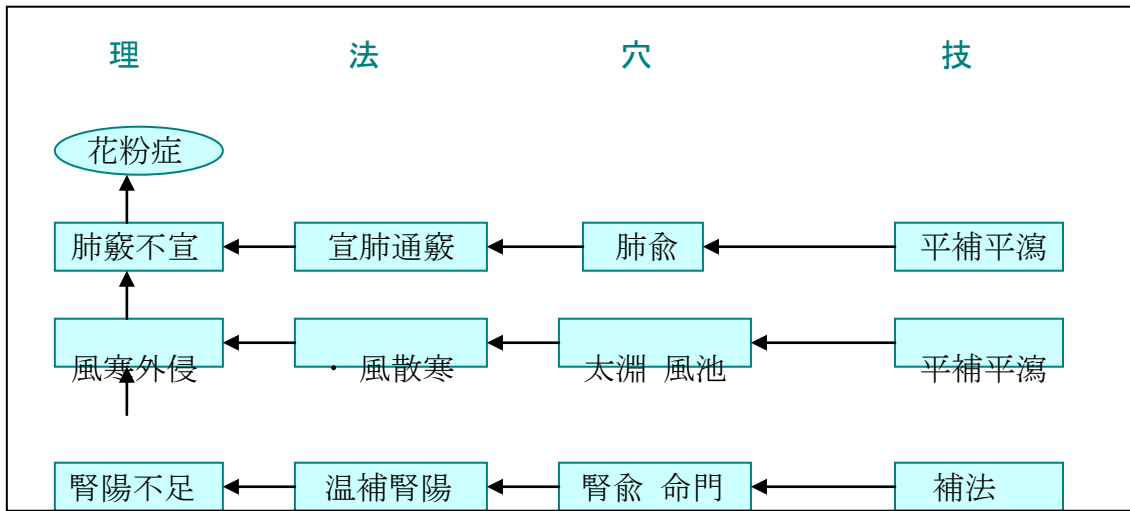 理 法 穴 技
花粉症
肺竅不宣 宣肺通竅 肺兪 平補平瀉
風寒外侵 ・ 風散寒 太淵 風池 平補平瀉
腎陽不足 温補腎陽 腎兪 命門 補法